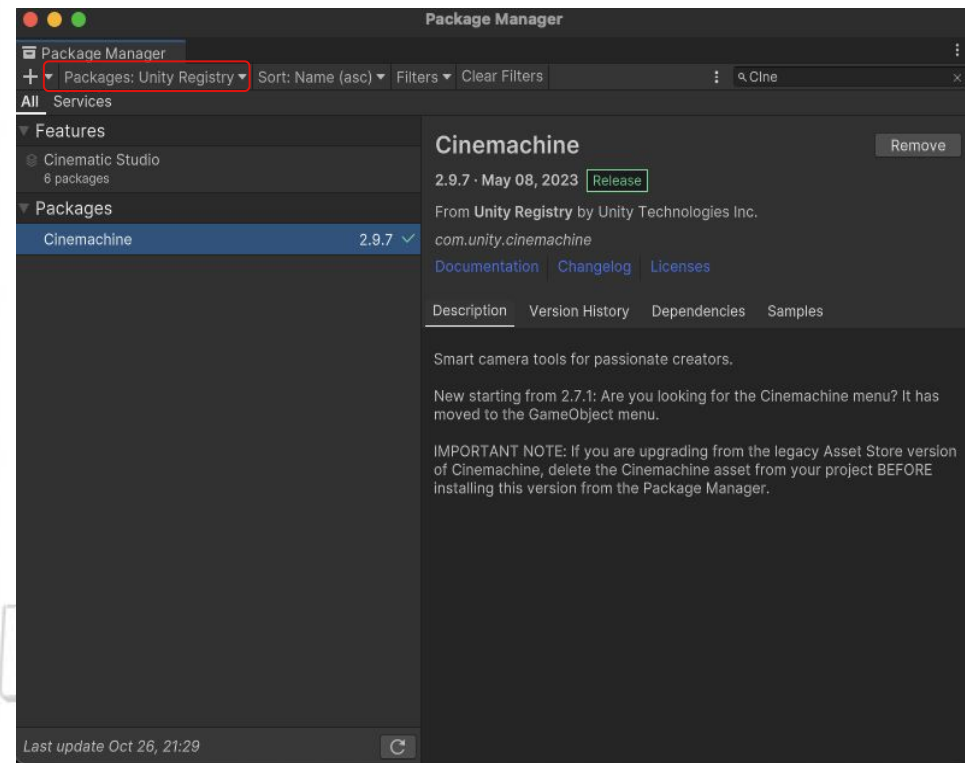 Package Manager
Package Manager
+ Packages: Unity Registry Sort: Name (asc) Filters Clear Filters CIne ×
All Services
Features
Cinematic Studio
6 packages
Packages
Cinemachine 2.9.7
Cinemachine Remove
2.9.7 · May 08, 2023 Release
From Unity Registry by Unity Technologies Inc.
com.unity.cinemachine
Documentation Changelog Licenses
Description Version History Dependencies Samples
Smart camera tools for passionate creators.
New starting from 2.7.1: Are you looking for the Cinemachine menu? It has
moved to the GameObject menu.
IMPORTANT NOTE: If you are upgrading from the legacy Asset Store version
of Cinemachine, delete the Cinemachine asset from your project BEFORE
installing this version from the Package Manager.
Last update Oct 26, 21:29